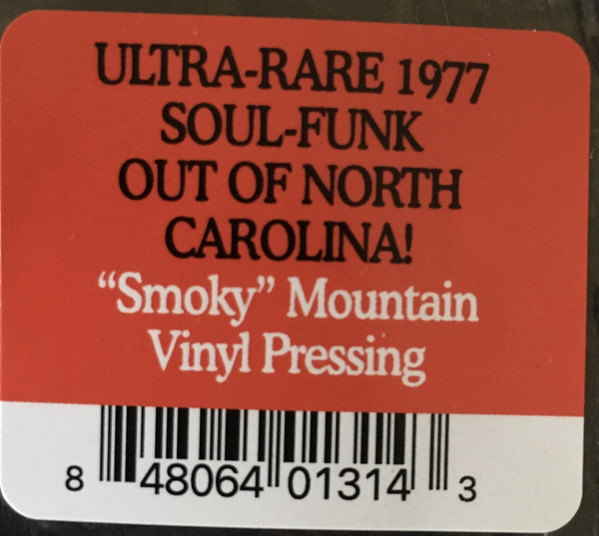 ULTRA-RARE 1977
SOUL-FUNK
OUT OF NORTH
CAROLINA!
“Smoky” Mountain
Vinyl Pressing
8 48064 01314 3